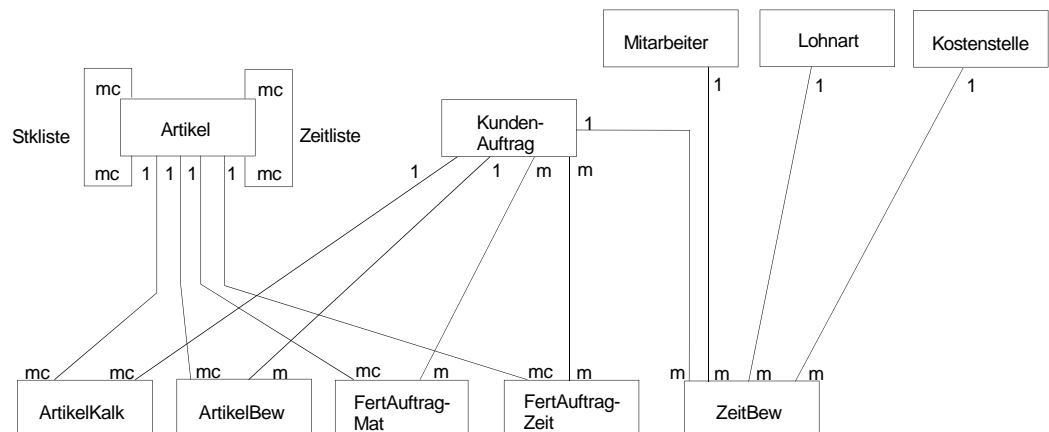 Mitarbeiter
Lohnart
Kostenstelle
1
1
1
mc
mc
Stkliste
Artikel
Zeitliste
Kunden-
Auftrag
1
mc
1
1
1
1
mc
1
1
m
m
mc
mc
mc
m
mc
m
mc
m
m
m
m
m
ArtikelKalk
ArtikelBew
FertAuftrag-
Mat
FertAuftrag-
Zeit
ZeitBew